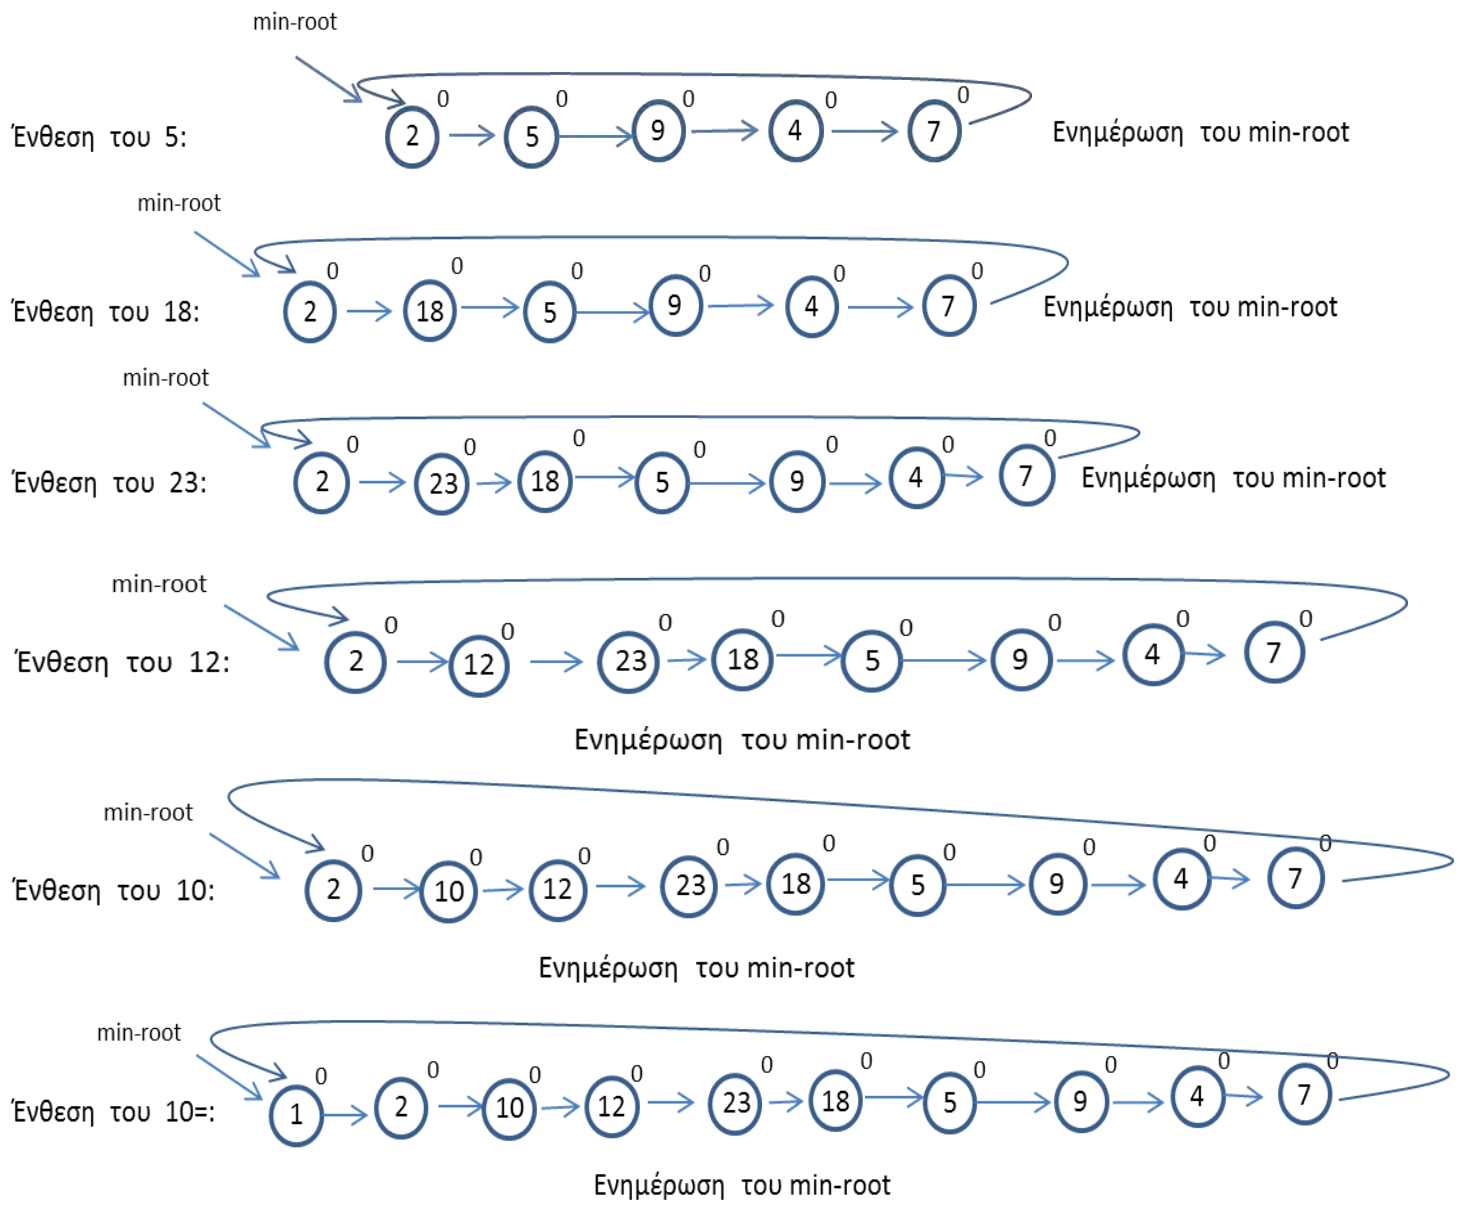 min-root
0 0 0 0 0
Ένθεση του 5: 2 5 9 4 7 Ενημέρωση του min-root
min-root
0 0 0 0 0 0
Ένθεση του 18: 2 18 5 9 4 7 Ενημέρωση του min-root
min-root
0 0 0 0 0 0 0
Ένθεση του 23: 2 23 18 5 9 4 7 Ενημέρωση του min-root
min-root
0 0 0 0 0 0 0 0
Ένθεση του 12: 2 12 23 18 5 9 4 7
Ενημέρωση του min-root
min-root
0 0 0 0 0 0 0 0 0
Ένθεση του 10: 2 10 12 23 18 5 9 4 7
Ενημέρωση του min-root
min-root
0 0 0 0 0 0 0 0 0 0
Ένθεση του 10=: 1 2 10 12 23 18 5 9 4 7
Ενημέρωση του min-root